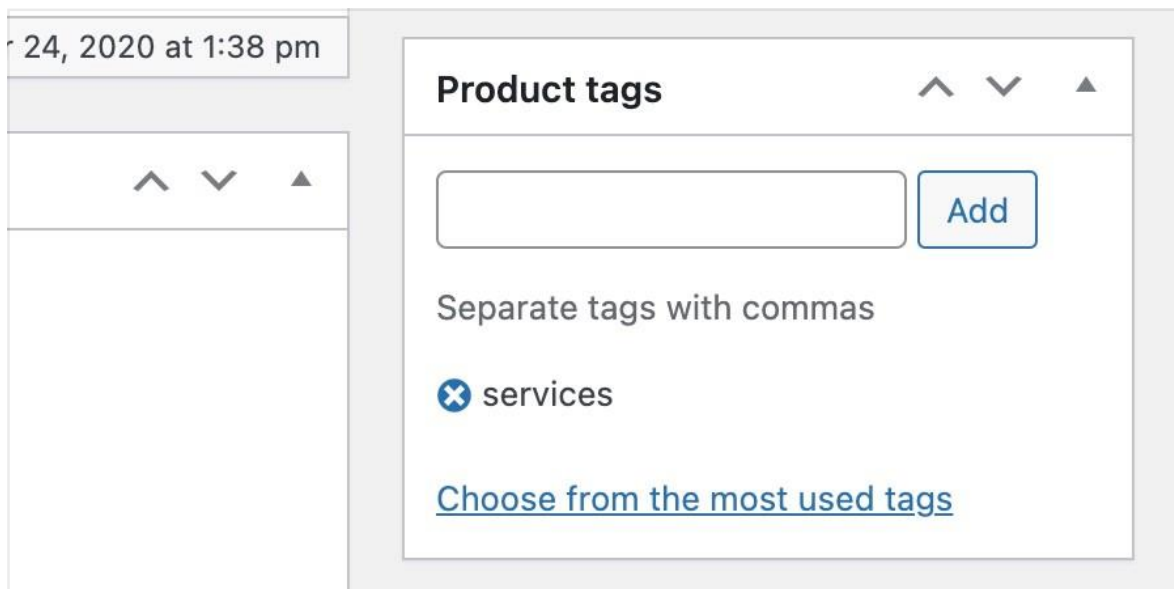 24, 2020 at 1:38 pm
Product tags
Add
Separate tags with commas
services
Choose from the most used tags